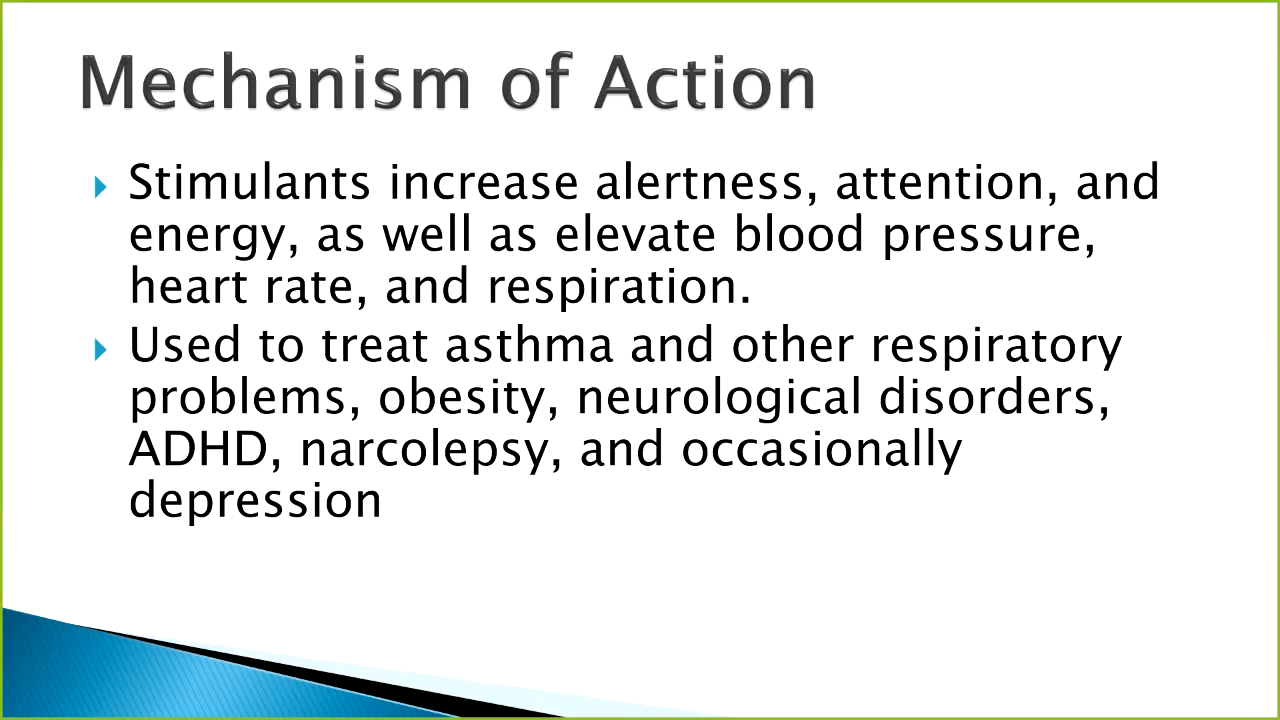 Mechanism of Action
Stimulants increase alertness, attention, and
energy, as well as elevate blood pressure,
heart rate, and respiration.
Used to treat asthma and other respiratory
problems, obesity, neurological disorders,
ADHD, narcolepsy, and occasionally
depression